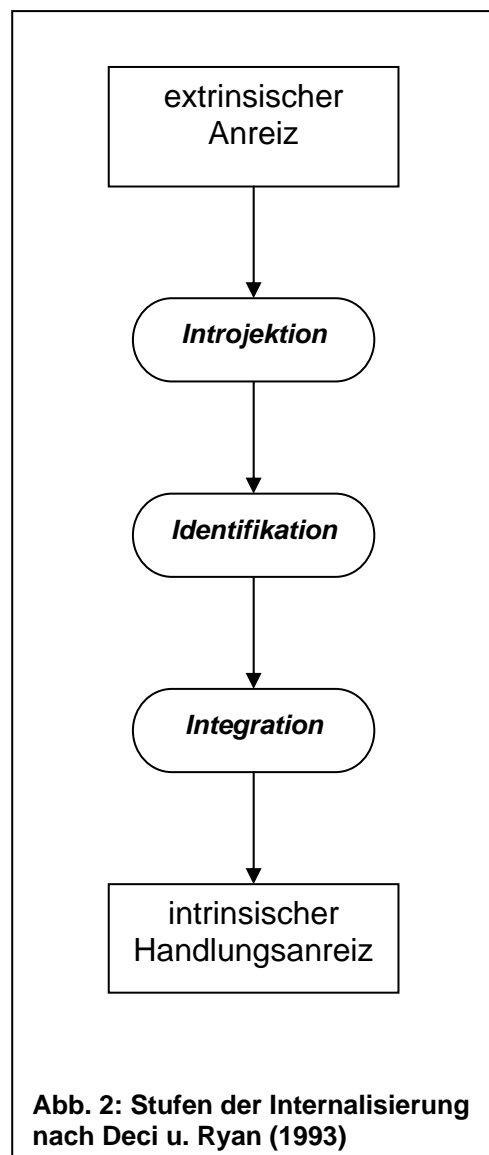 extrinsischer
Anreiz
Introjektion
Identifikation
Integration
intrinsischer
Handlungsanreiz
Abb. 2: Stufen der Internalisierung
nach Deci u. Ryan (1993)